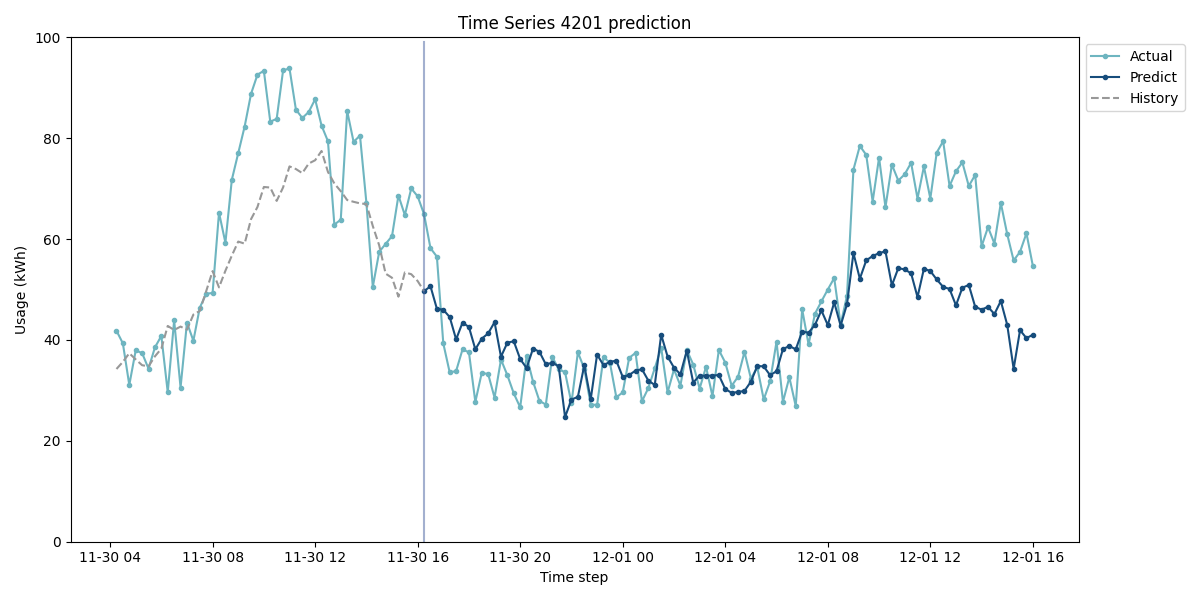 Time Series 4201 prediction
Usage (kWh)
100
80
60
40
20
0
11-30 04
11-30 08
11-30 12
11-30 16
11-30 20
12-01 00
12-01 04
12-01 08
12-01 12
12-01 16
Time step
Actual
Predict
History